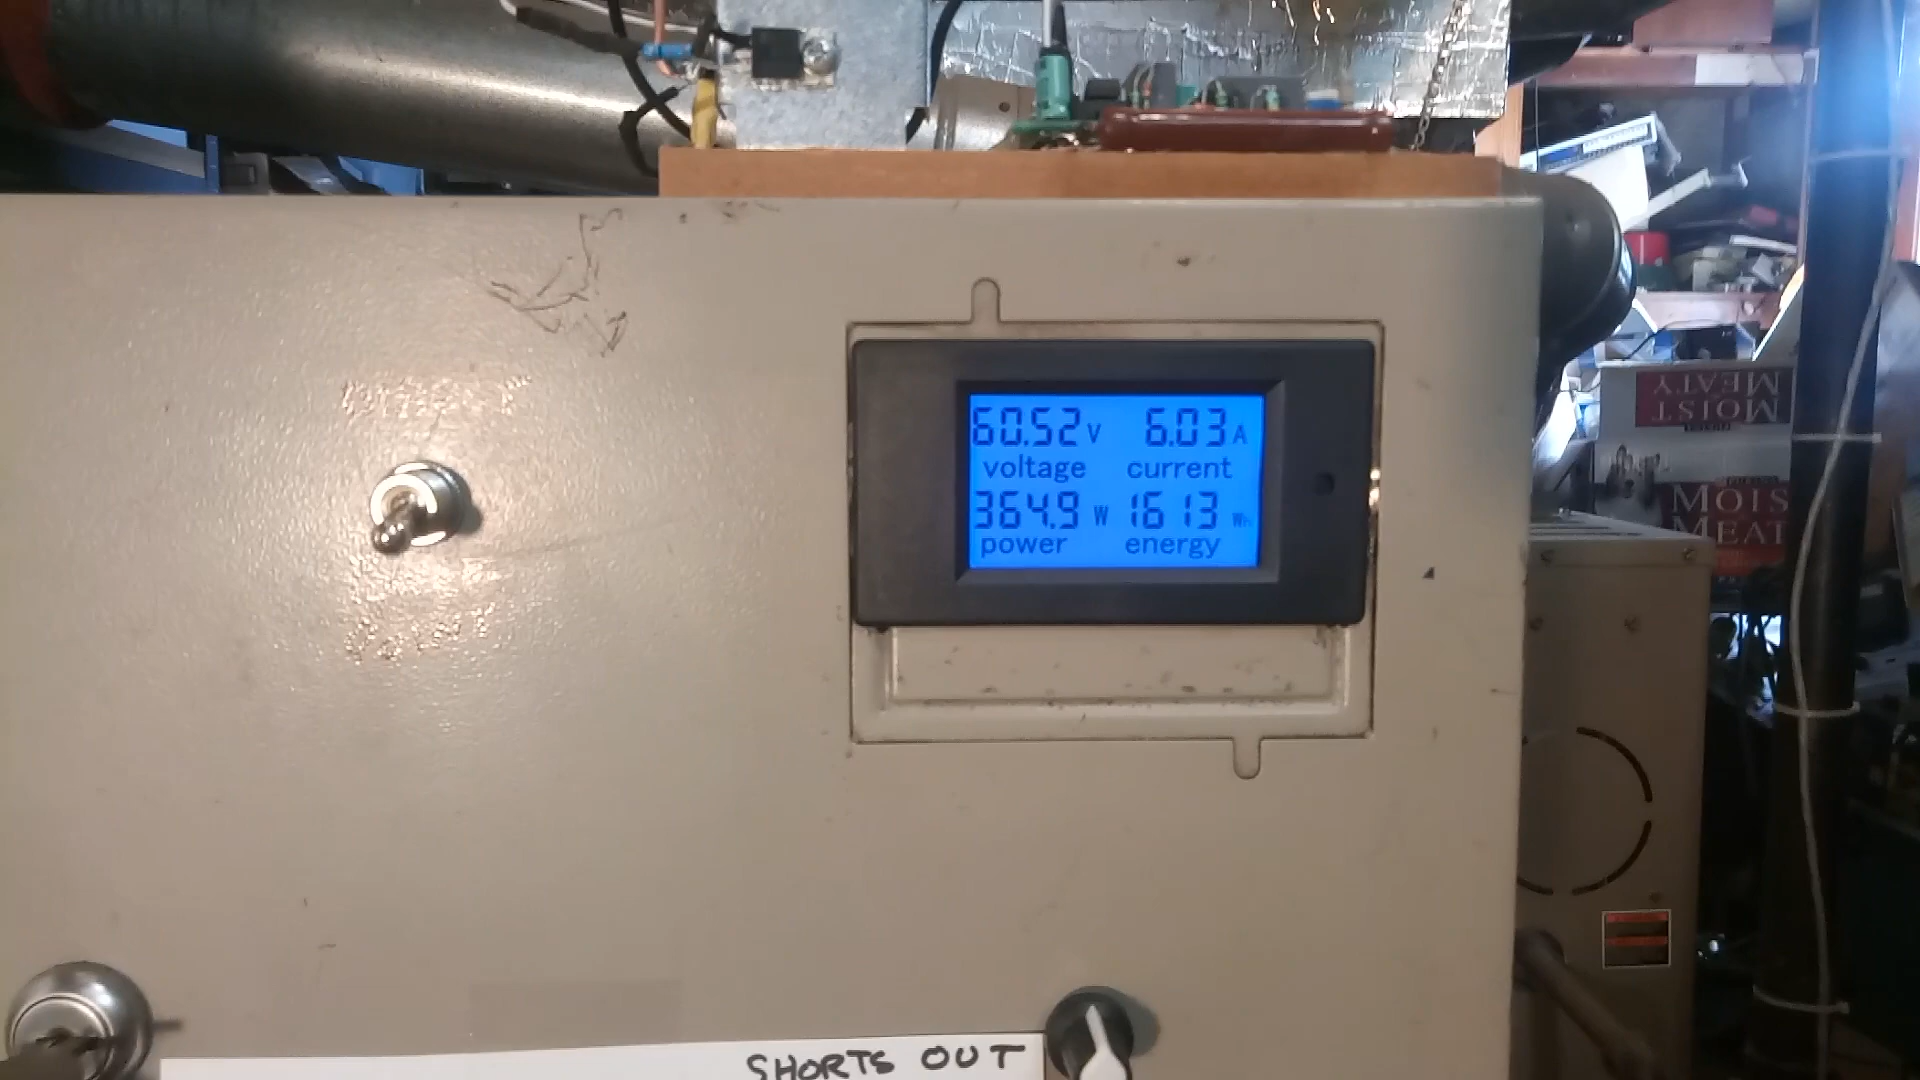 60.52 V 6.03 A
voltage current
364.9 W 1613 Wh
power energy
SHORTS OUT
MOIST
MEATY
MOIS
MEAT